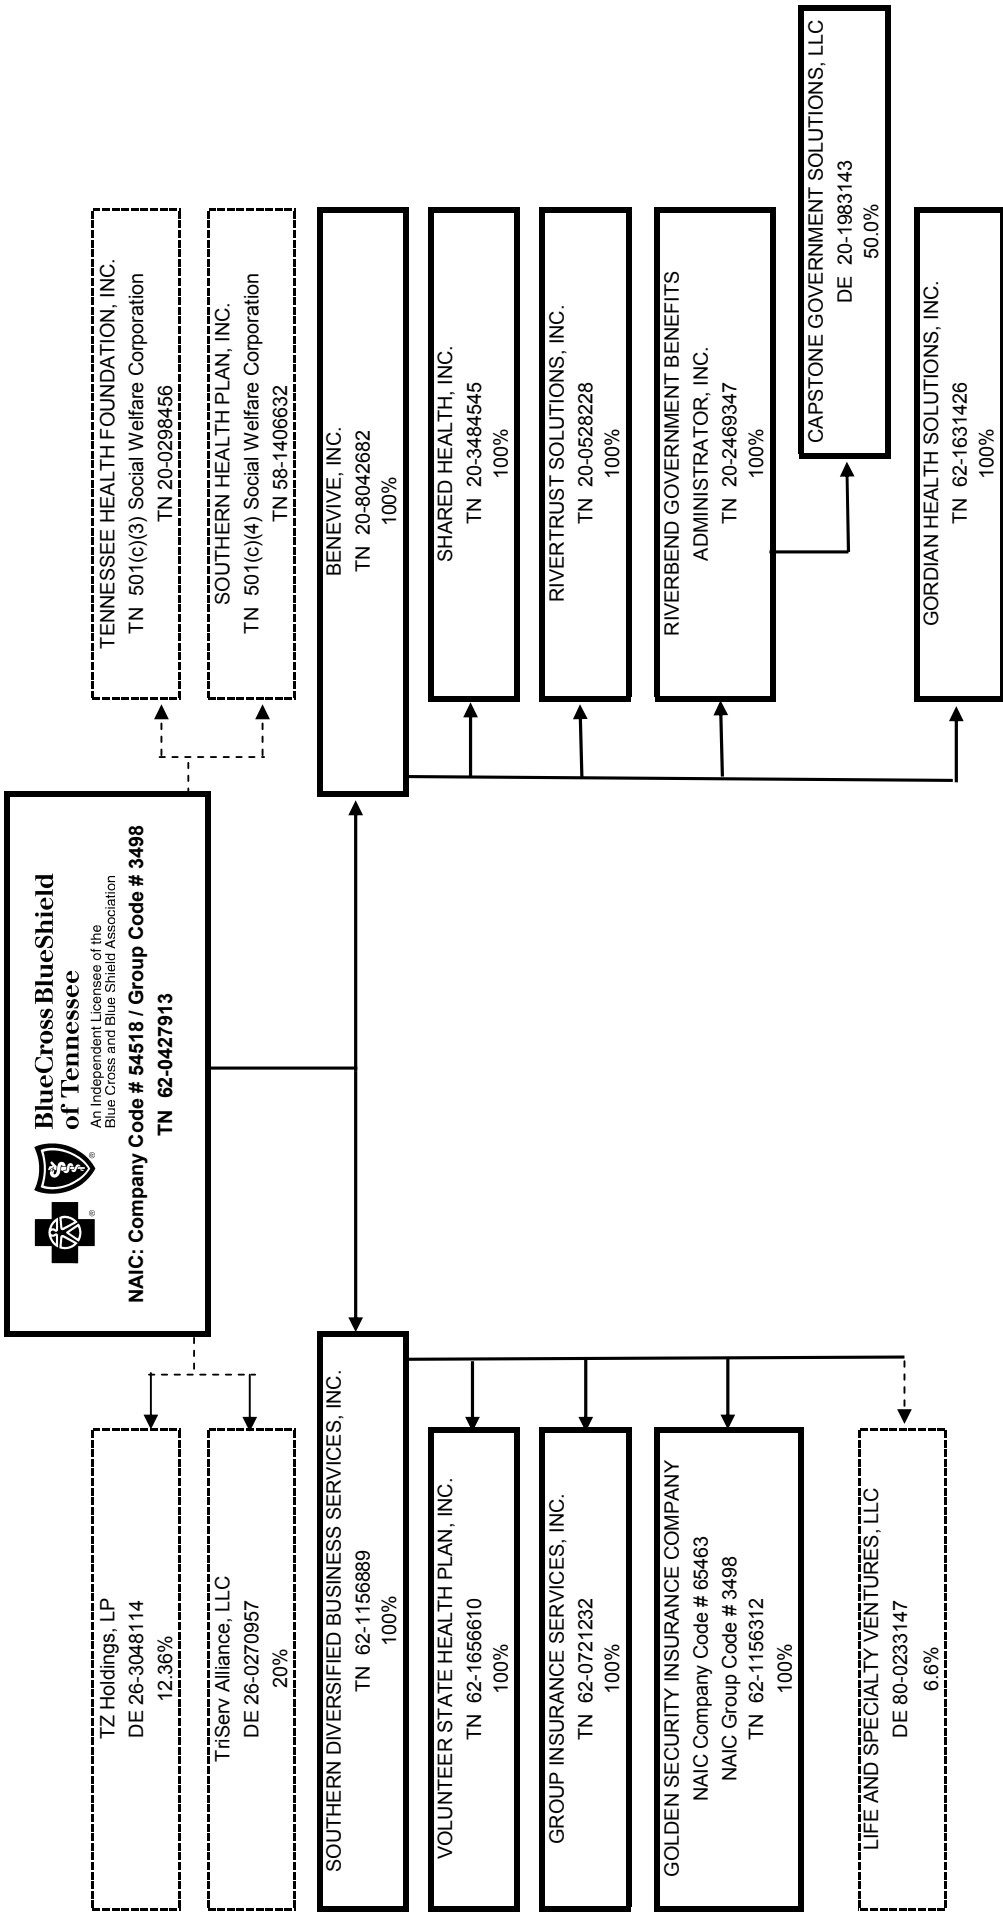 BlueCross BlueShield
of Tennessee
An Independent Licensee of the
Blue Cross and Blue Shield Association
NAIC: Company Code # 54518 / Group Code # 3498
TN 62-0427913
TZ Holdings, LP
DE 26-3048114
12.36%
TriServ Alliance, LLC
DE 26-0270957
20%
TENNESSEE HEALTH FOUNDATION, INC.
TN 501(c)(3) Social Welfare Corporation
TN 20-0298456
SOUTHERN HEALTH PLAN, INC.
TN 501(c)(4) Social Welfare Corporation
TN 58-1406632
SOUTHERN DIVERSIFIED BUSINESS SERVICES, INC.
TN 62-1156889
100%
VOLUNTEER STATE HEALTH PLAN, INC.
TN 62-1656610
100%
GROUP INSURANCE SERVICES, INC.
TN 62-0721232
100%
GOLDEN SECURITY INSURANCE COMPANY
NAIC Company Code # 65463
NAIC Group Code # 3498
TN 62-1156312
100%
LIFE AND SPECIALTY VENTURES, LLC
DE 80-0233147
6.6%
BENEVIVE, INC.
TN 20-8042682
100%
SHARED HEALTH, INC.
TN 20-3484545
100%
RIVERTRUST SOLUTIONS, INC.
TN 20-0528228
100%
RIVERBEND GOVERNMENT BENEFITS
ADMINISTRATOR, INC.
TN 20-2469347
100%
CAPSTONE GOVERNMENT SOLUTIONS, LLC
DE 20-1983143
50.0%
GORDIAN HEALTH SOLUTIONS, INC.
TN 62-1631426
100%